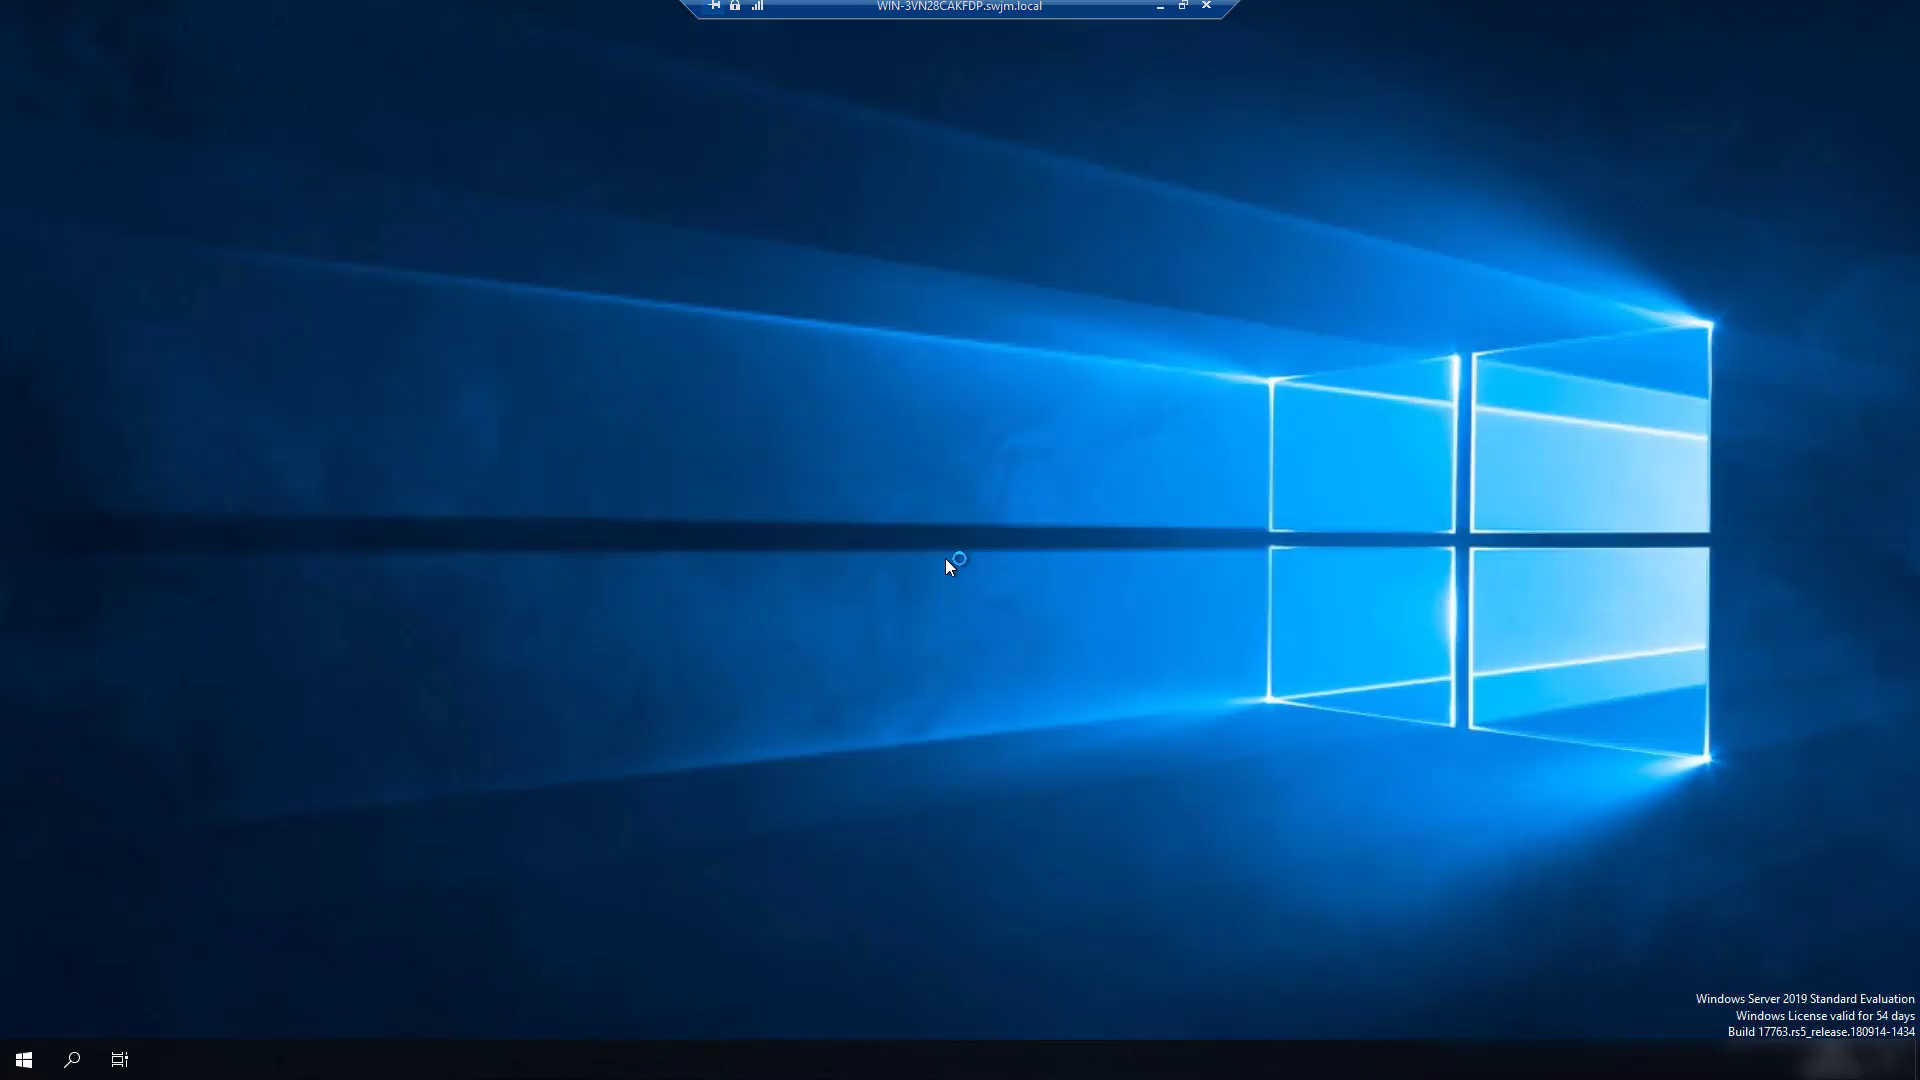 WIN-3VN28CAKFDP.swjm.local
Windows Server 2019 Standard Evaluation
Windows License valid for 54 days
Build 17763.rs5_release.180914-1434